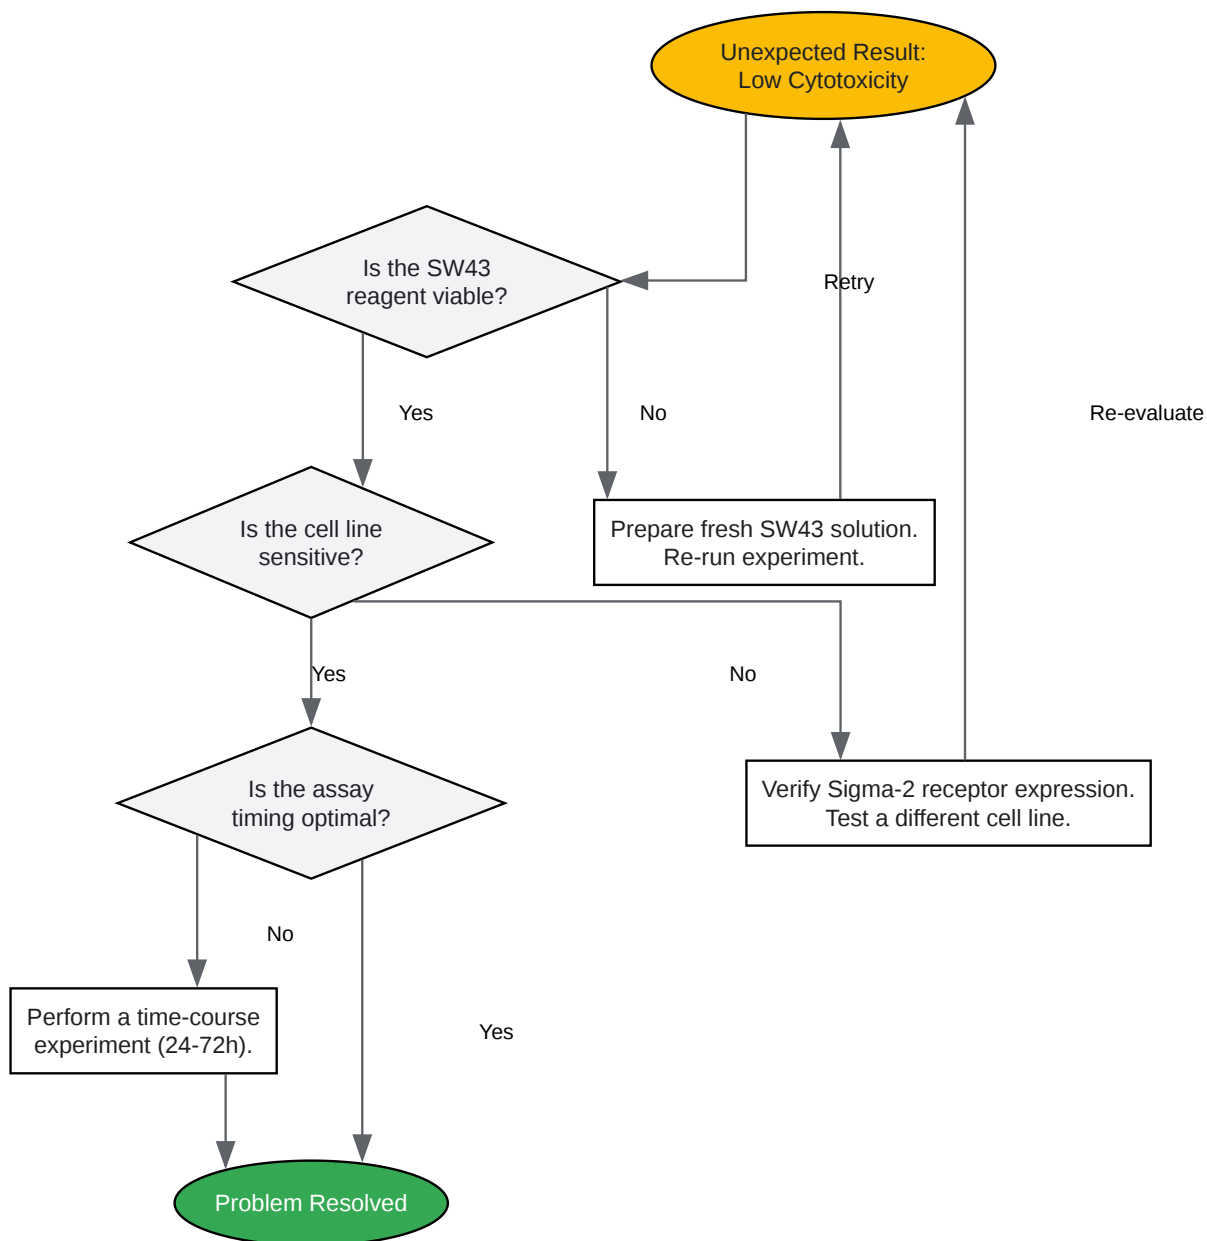 Unexpected Result:
Low Cytotoxicity
Is the SW43
reagent viable?
Retry
Yes
No
Re-evaluate
Is the cell line
sensitive?
Prepare fresh SW43 solution.
Re-run experiment.
Yes
No
Is the assay
timing optimal?
Verify Sigma-2 receptor expression.
Test a different cell line.
No
Perform a time-course
experiment (24-72h).
Yes
Problem Resolved